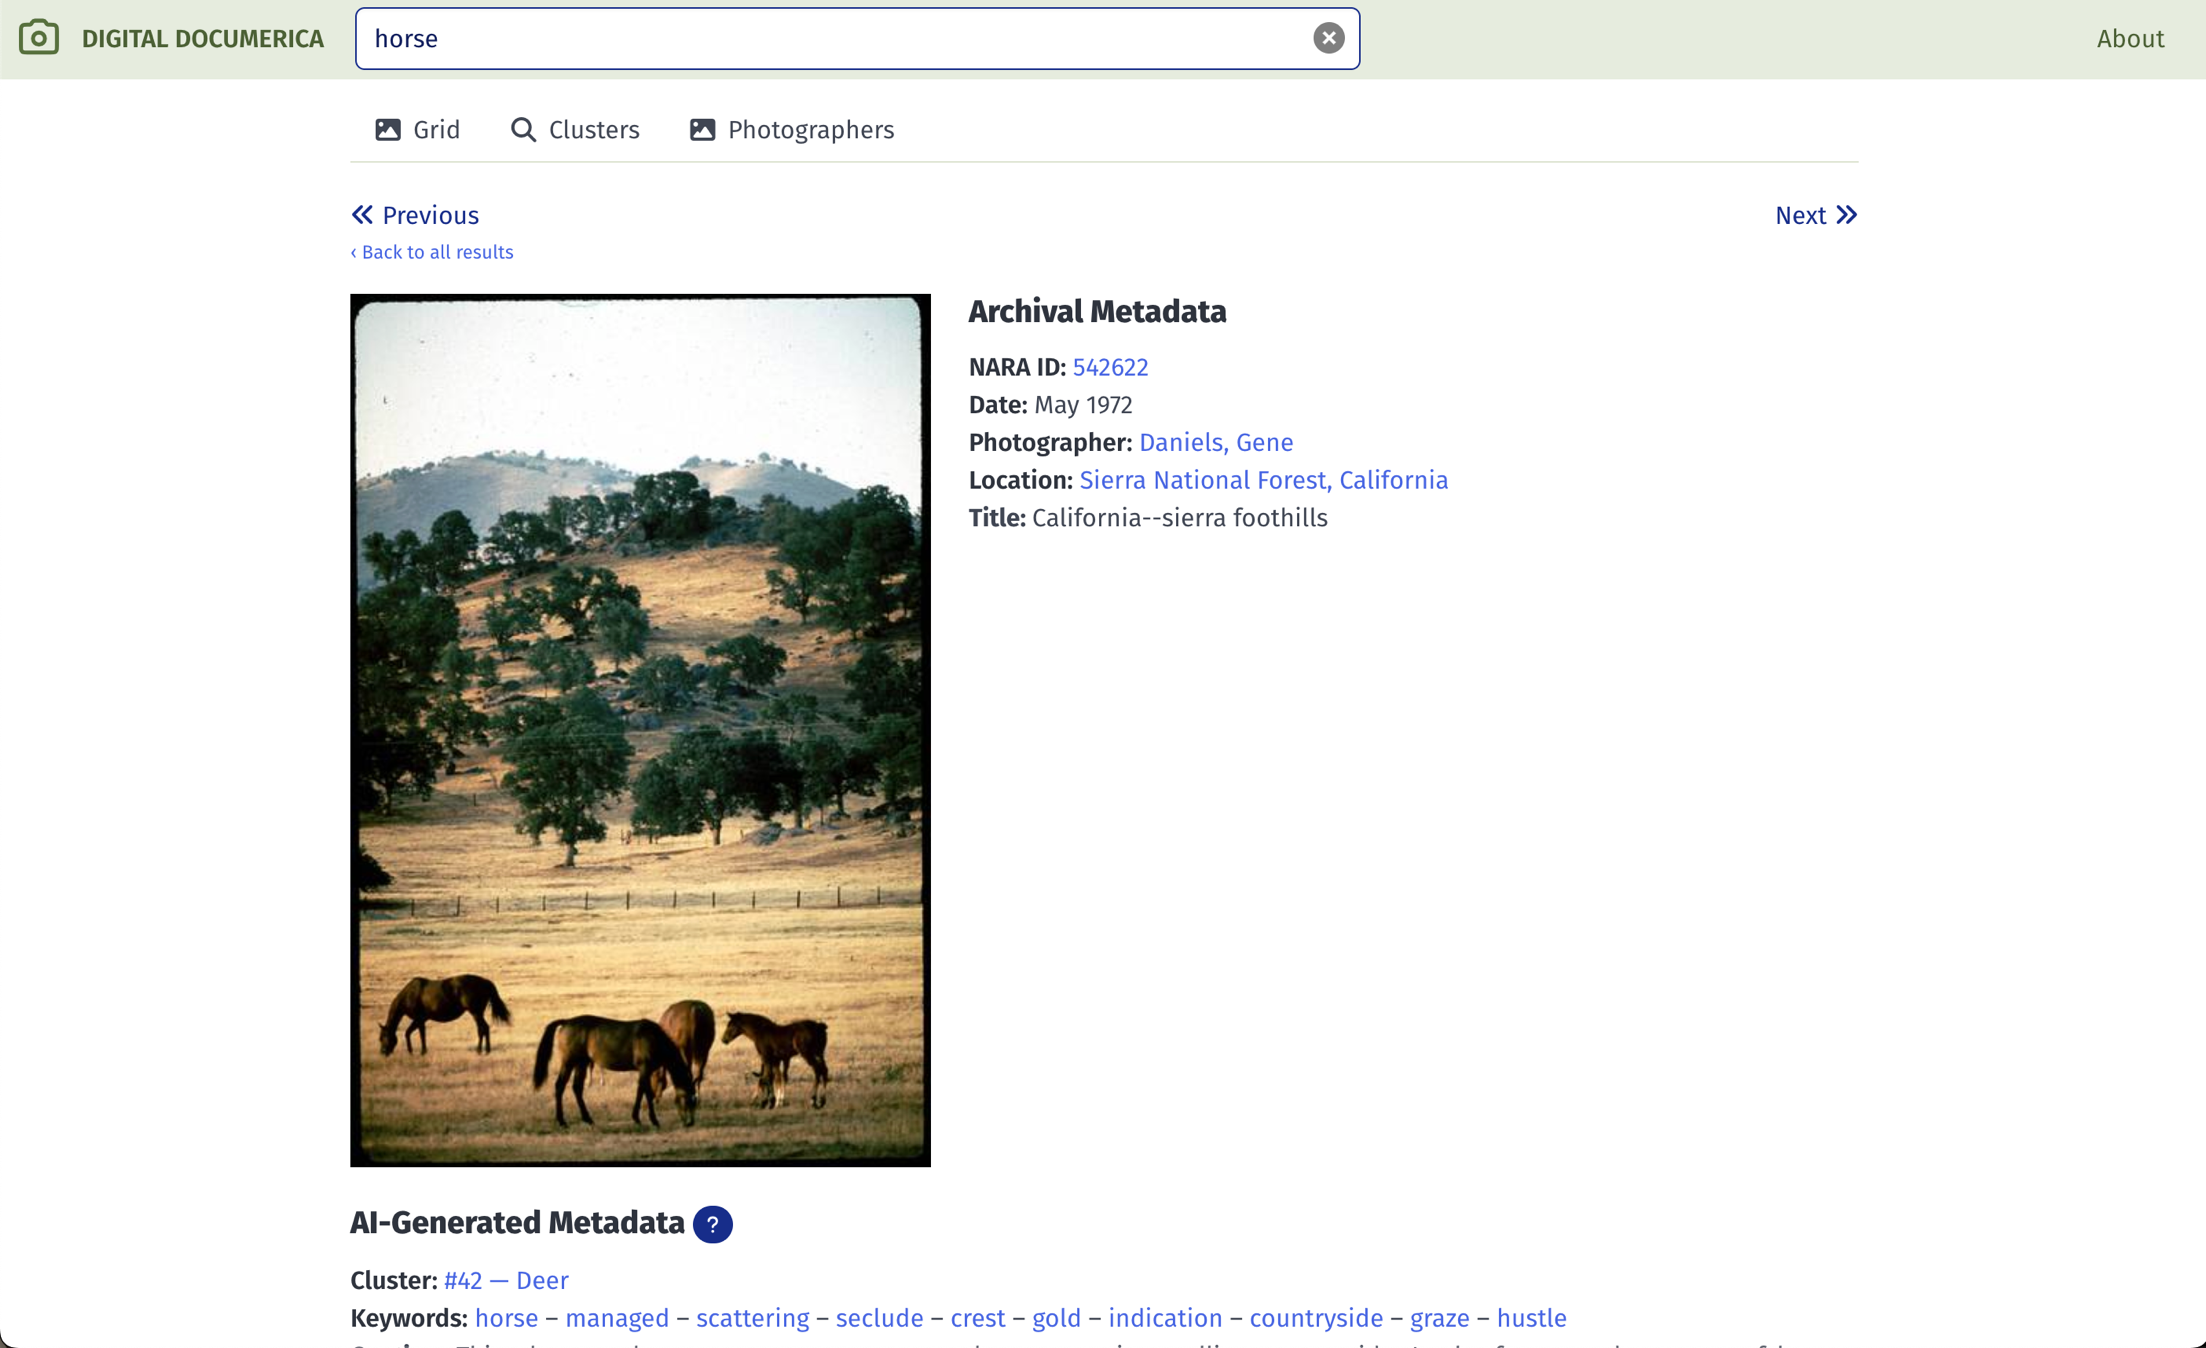 DIGITAL DOCUMERICA
horse
About
Grid
Clusters
Photographers
Previous
Next
‹ Back to all results
Archival Metadata
NARA ID: 542622
Date: May 1972
Photographer: Daniels, Gene
Location: Sierra National Forest, California
Title: California--sierra foothills
AI-Generated Metadata ?
Cluster: #42 — Deer
Keywords: horse – managed – scattering – seclude – crest – gold – indication – countryside – graze – hustle